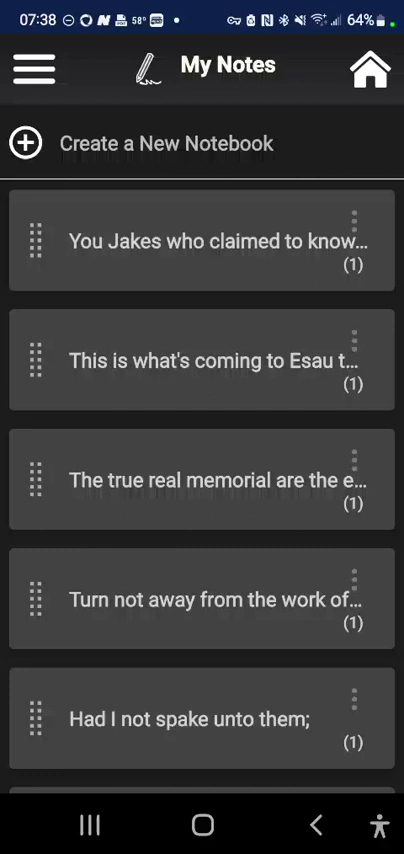 07:38 58° 64%
My Notes
Create a New Notebook
You Jakes who claimed to know...
(1)
This is what's coming to Esau t...
(1)
The true real memorial are the e...
(1)
Turn not away from the work of...
(1)
Had I not spake unto them;
(1)